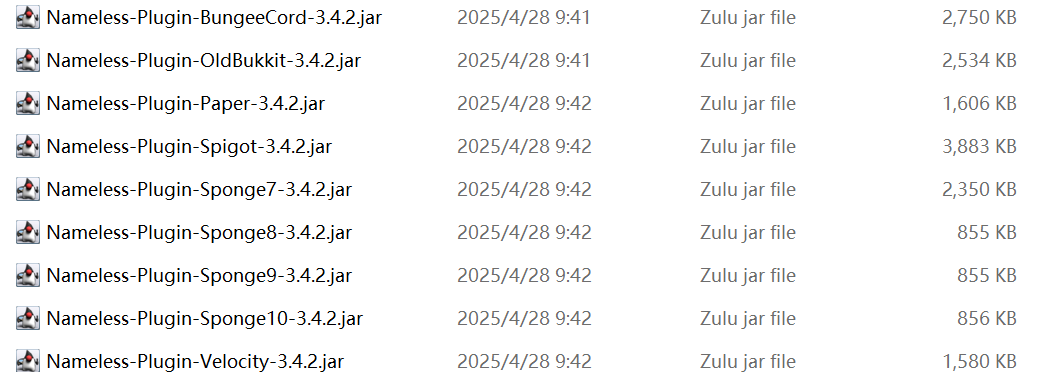 Nameless-Plugin-BungeeCord-3.4.2.jar 2025/4/28 9:41 Zulu jar file 2,750 KB
Nameless-Plugin-OldBukkit-3.4.2.jar 2025/4/28 9:41 Zulu jar file 2,534 KB
Nameless-Plugin-Paper-3.4.2.jar 2025/4/28 9:42 Zulu jar file 1,606 KB
Nameless-Plugin-Spigot-3.4.2.jar 2025/4/28 9:42 Zulu jar file 3,883 KB
Nameless-Plugin-Sponge7-3.4.2.jar 2025/4/28 9:42 Zulu jar file 2,350 KB
Nameless-Plugin-Sponge8-3.4.2.jar 2025/4/28 9:42 Zulu jar file 855 KB
Nameless-Plugin-Sponge9-3.4.2.jar 2025/4/28 9:42 Zulu jar file 855 KB
Nameless-Plugin-Sponge10-3.4.2.jar 2025/4/28 9:42 Zulu jar file 856 KB
Nameless-Plugin-Velocity-3.4.2.jar 2025/4/28 9:42 Zulu jar file 1,580 KB